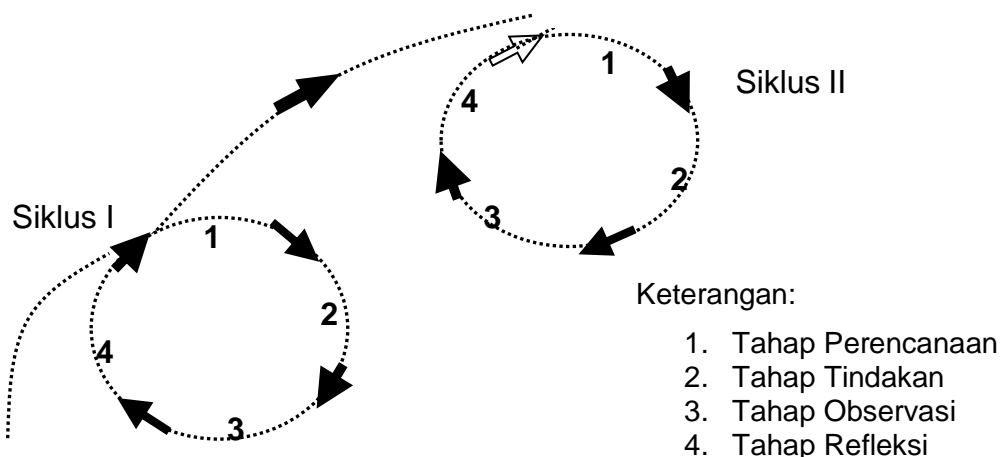 1
Siklus II
4
2
3
Siklus I
1
2
4
3
Keterangan:
1. Tahap Perencanaan
2. Tahap Tindakan
3. Tahap Observasi
4. Tahap Refleksi